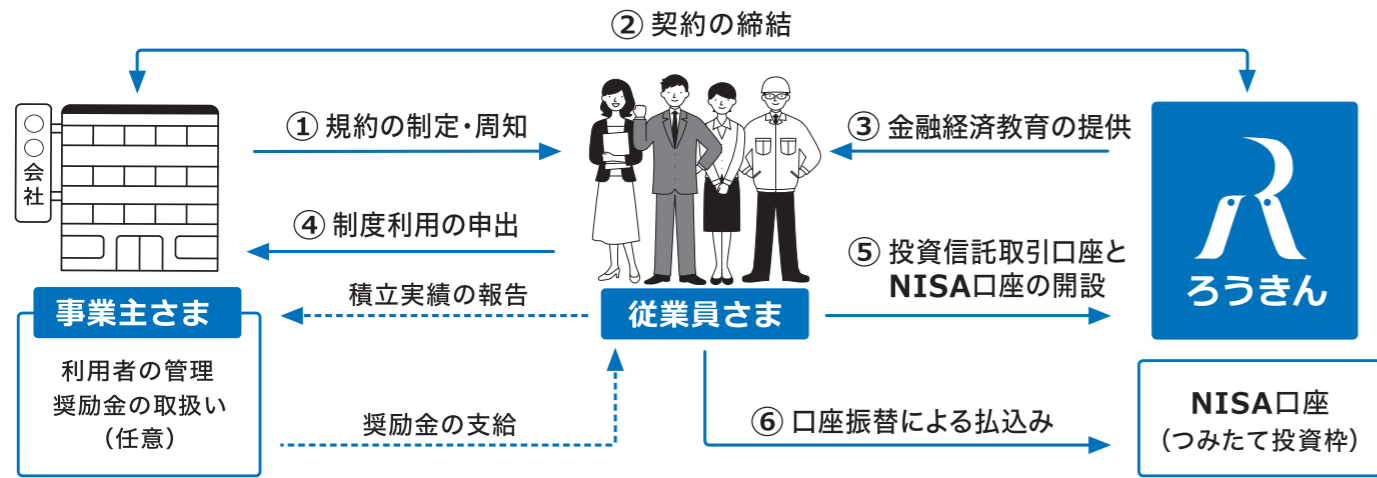 ② 契約の締結
○○会社
① 規約の制定・周知
③ 金融経済教育の提供
④ 制度利用の申出
⑤ 投資信託取引口座と
NISA口座の開設
ろうきん
積立実績の報告
事業主さま
従業員さま
利用者の管理
奨励金の取扱い
（任意）
奨励金の支給
⑥ 口座振替による払込み
NISA口座
（つみたて投資枠）